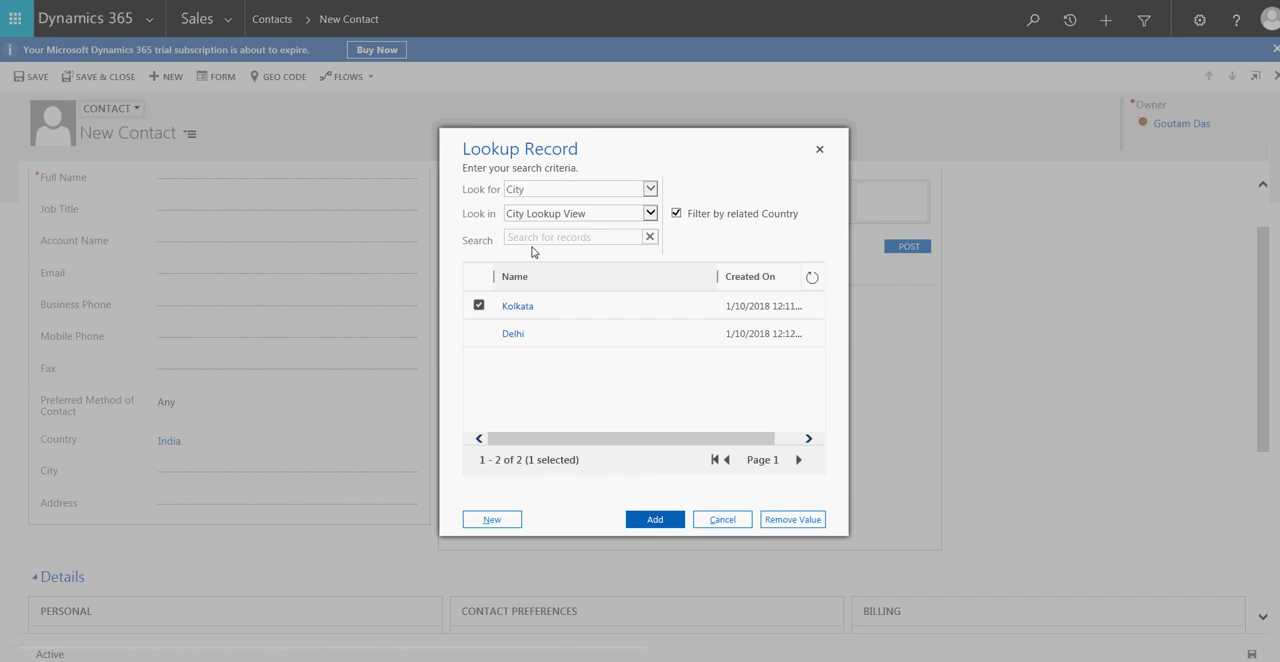 Dynamics 365 Sales Contacts > New Contact ?
Your Microsoft Dynamics 365 trial subscription is about to expire. Buy Now
SAVE SAVE & CLOSE NEW FORM GEO CODE FLOWS
CONTACT
New Contact
*Owner
Goutam Das
*Full Name
Job Title
Account Name
Email
Business Phone
Mobile Phone
Fax
Preferred Method of
Contact
Any
Country India
City
Address
POST
Lookup Record
Enter your search criteria.
Look for City
Look in City Lookup View Filter by related Country
Search Search for records
Name Created On
Kolkata 1/10/2018 12:11...
Delhi 1/10/2018 12:12...
1 - 2 of 2 (1 selected) Page 1
New Add Cancel Remove Value
Details
PERSONAL CONTACT PREFERENCES BILLING
Active